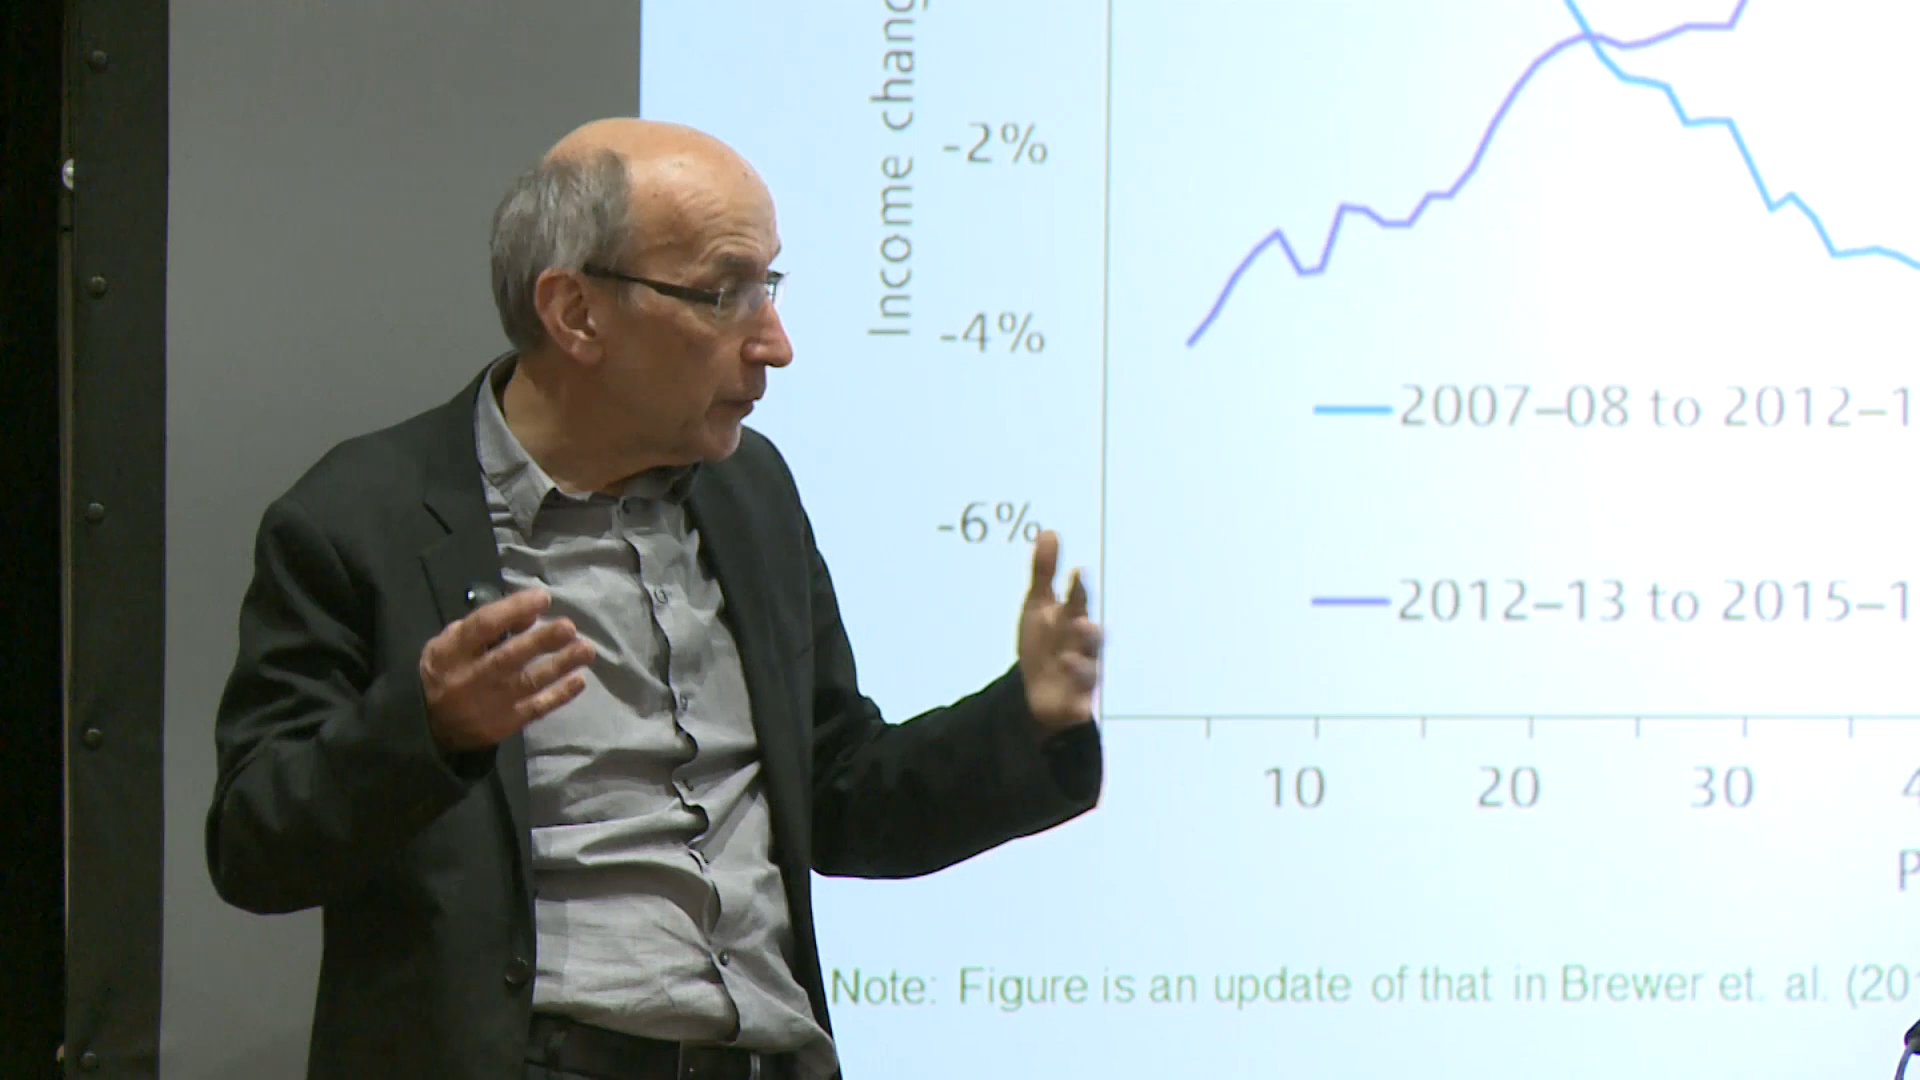 Income chang
-2%
-4%
-6%
2007–08 to 2012–1
2012–13 to 2015–1
10 20 30 4
P
Note: Figure is an update of that in Brewer et. al. (20